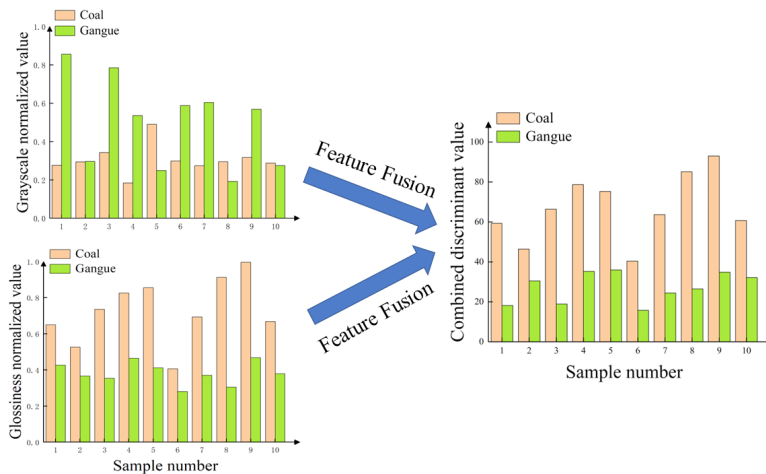 Coal
Gangue
Grayscale normalized value
1. 0
0. 8
0. 6
0. 4
0. 2
0. 0
1 2 3 4 5 6 7 8 9 10
Coal
Gangue
Glossiness normalized value
1. 0
0. 8
0. 6
0. 4
0. 2
0. 0
1 2 3 4 5 6 7 8 9 10
Sample number
Feature Fusion
Feature Fusion
Coal
Gangue
Combined discriminant value
100
80
60
40
20
0
1 2 3 4 5 6 7 8 9 10
Sample number